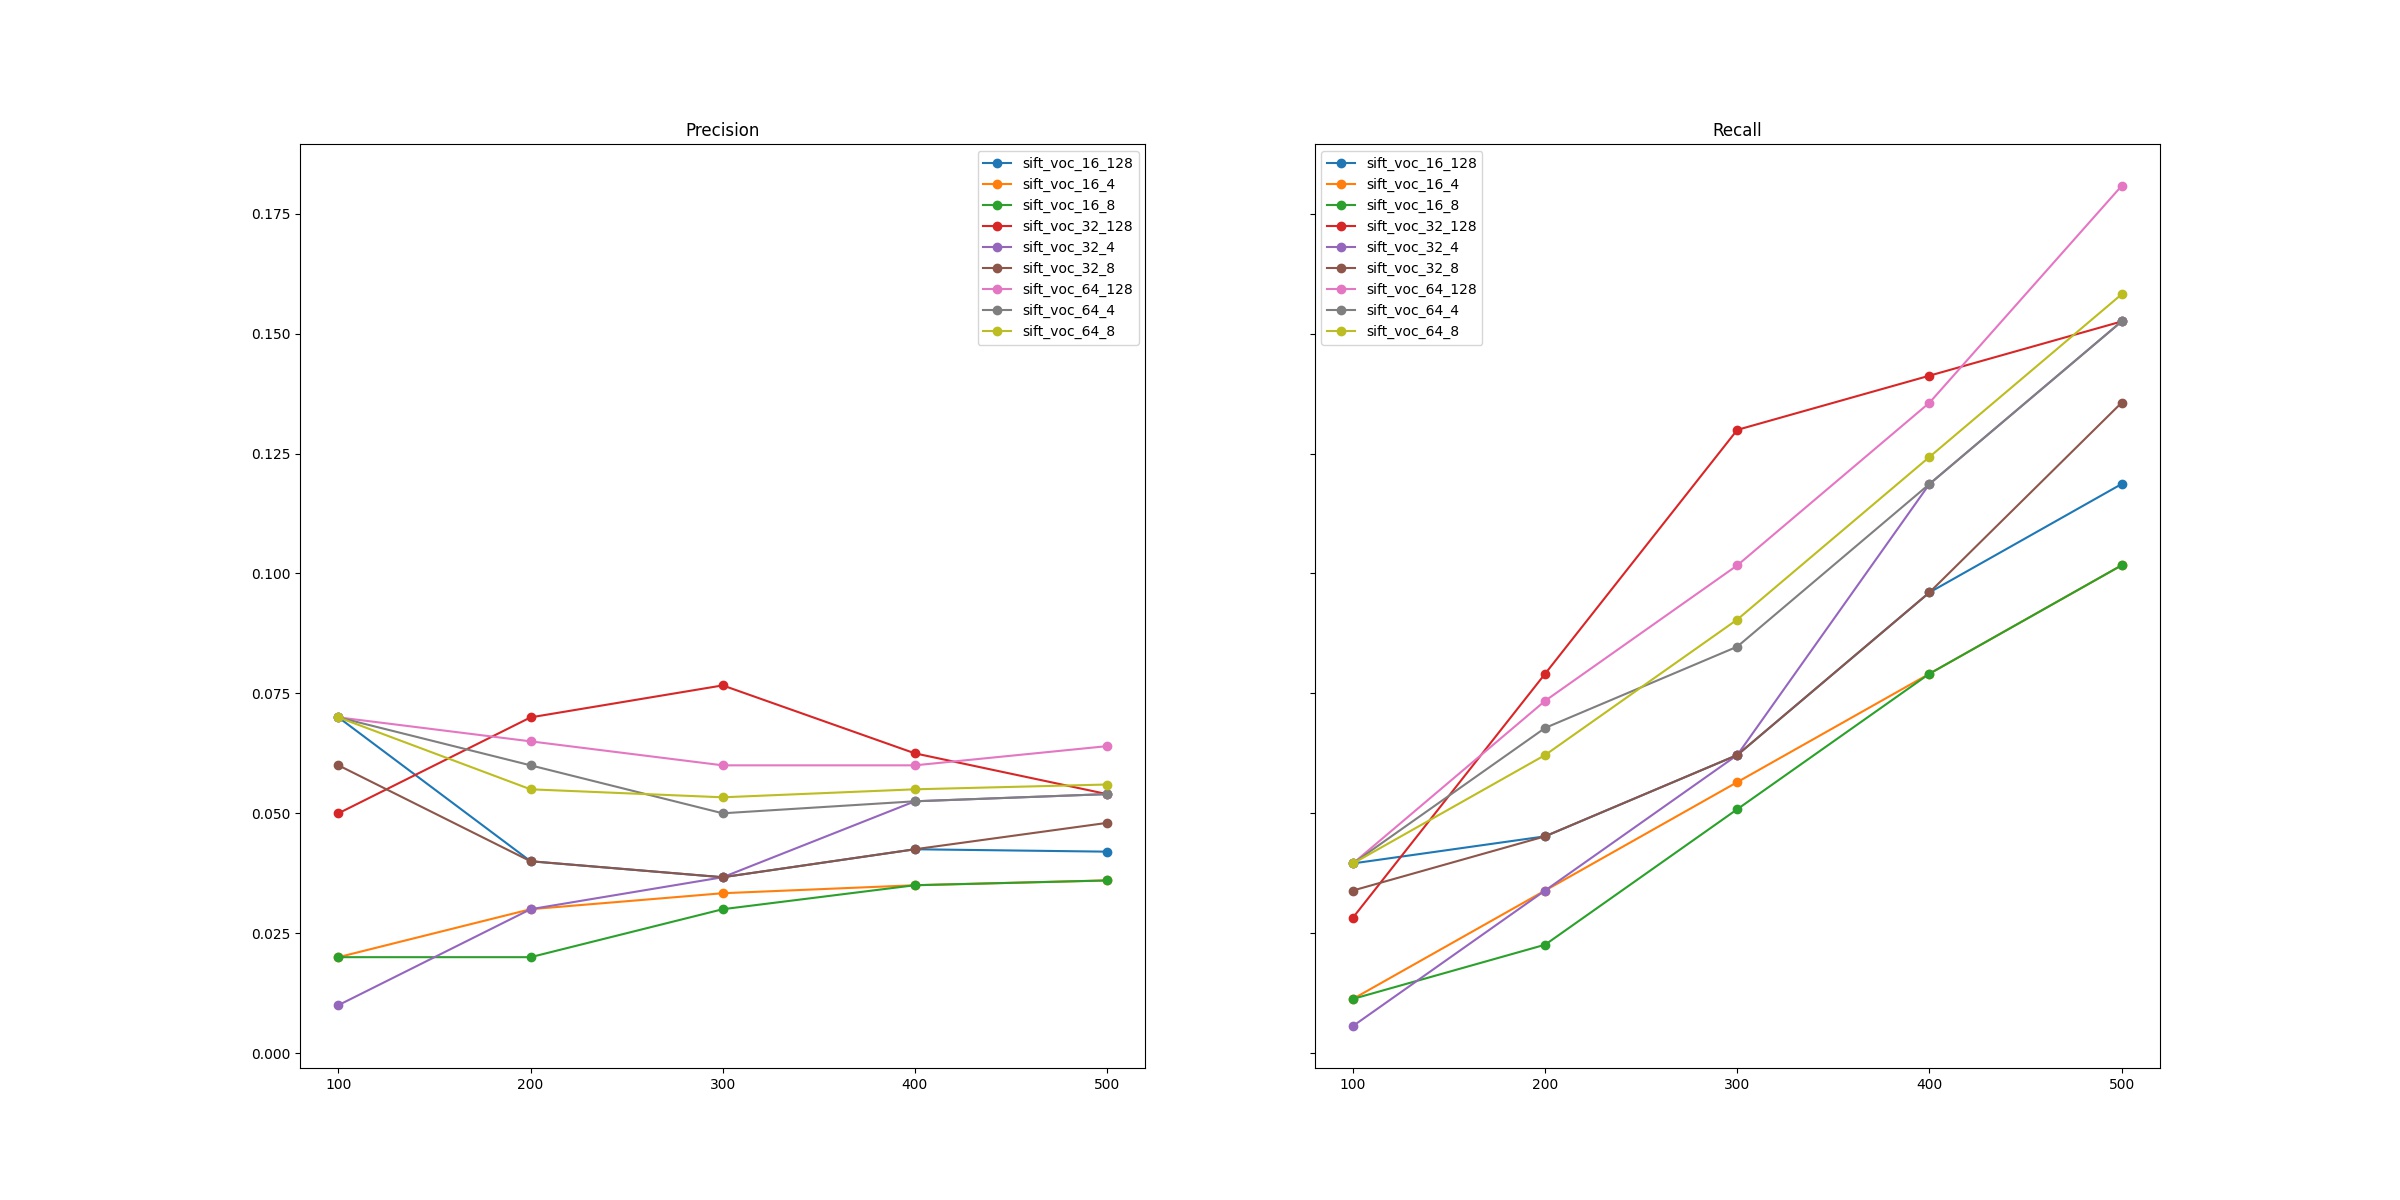 Precision
0.175
0.150
0.125
0.100
0.075
0.050
0.025
0.000
100 200 300 400 500
sift_voc_16_128
sift_voc_16_4
sift_voc_16_8
sift_voc_32_128
sift_voc_32_4
sift_voc_32_8
sift_voc_64_128
sift_voc_64_4
sift_voc_64_8
Recall
sift_voc_16_128
sift_voc_16_4
sift_voc_16_8
sift_voc_32_128
sift_voc_32_4
sift_voc_32_8
sift_voc_64_128
sift_voc_64_4
sift_voc_64_8
100 200 300 400 500